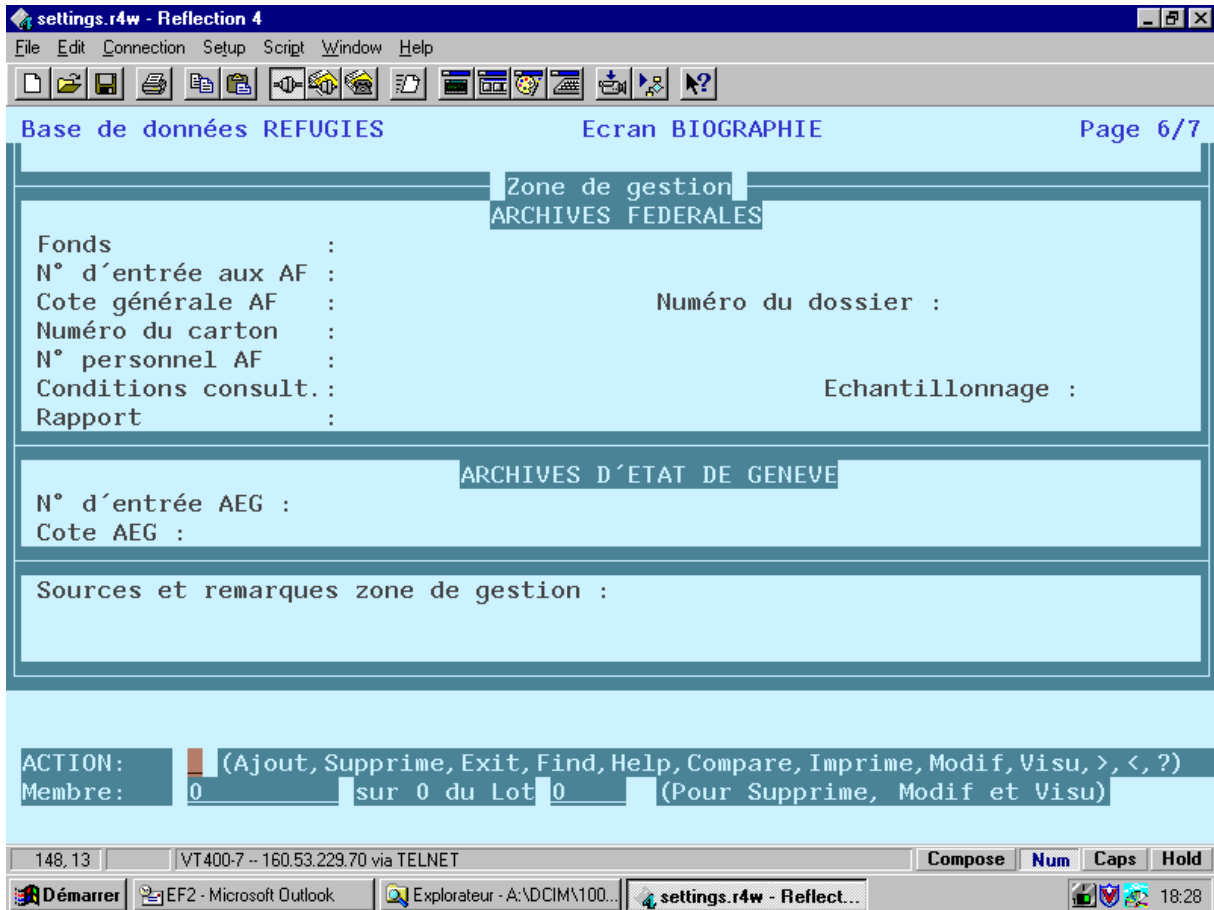 settings.r4w - Reflection 4
File Edit Connection Setup Script Window Help
Base de données REFUGIES Ecran BIOGRAPHIE Page 6/7
Zone de gestion
ARCHIVES FEDERALES
Fonds :
N° d´entrée aux AF :
Cote générale AF : Numéro du dossier :
Numéro du carton :
N° personnel AF :
Conditions consult.: Echantillonnage :
Rapport :
ARCHIVES D´ETAT DE GENEVE
N° d´entrée AEG :
Cote AEG :
Sources et remarques zone de gestion :
ACTION: _ (Ajout,Supprime,Exit,Find,Help,Compare,Imprime,Modif,Visu,>,<,?)
Membre: 0 sur 0 du Lot 0 (Pour Supprime, Modif et Visu)
148, 13 VT400-7 -- 160.53.229.70 via TELNET Compose Num Caps Hold
Démarrer EF2 - Microsoft Outlook Explorateur - A:\DCIM\100... settings.r4w - Reflect... 18:28